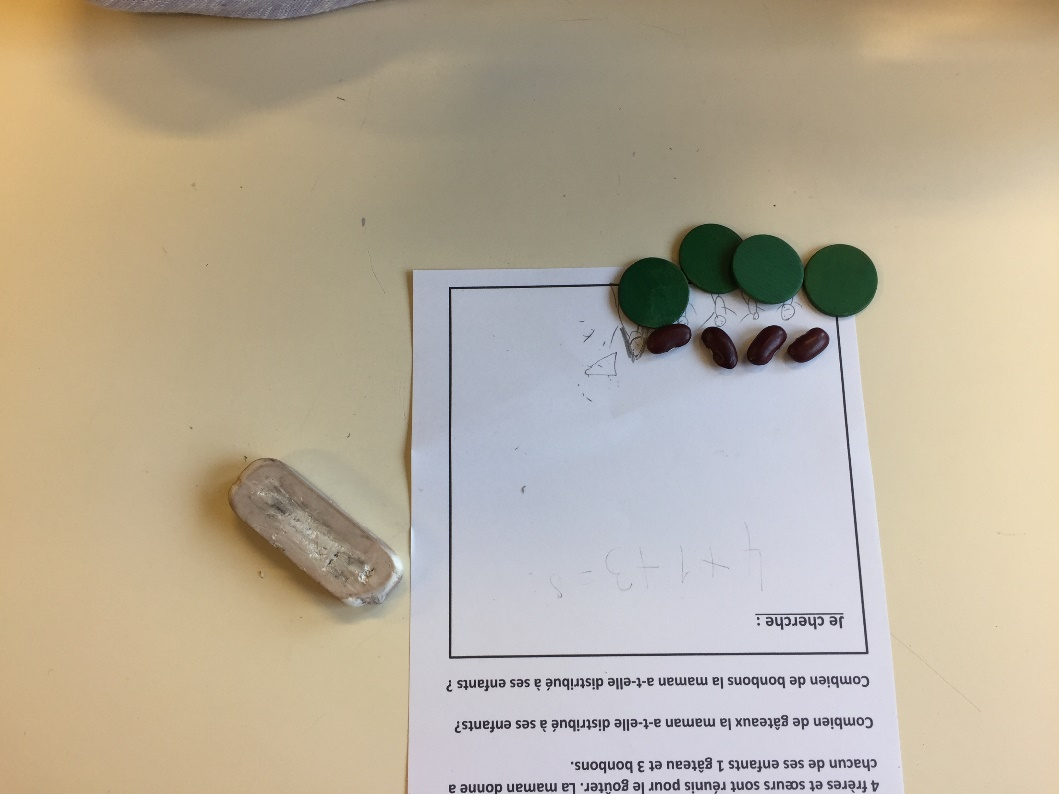 4 frères et sœurs sont réunis pour le goûter. La maman donne a
chacun de ses enfants 1 gâteau et 3 bonbons.
Combien de gâteaux la maman a-t-elle distribué à ses enfants?
Combien de bonbons la maman a-t-elle distribué à ses enfants ?
Je cherche :
4+1+3-8